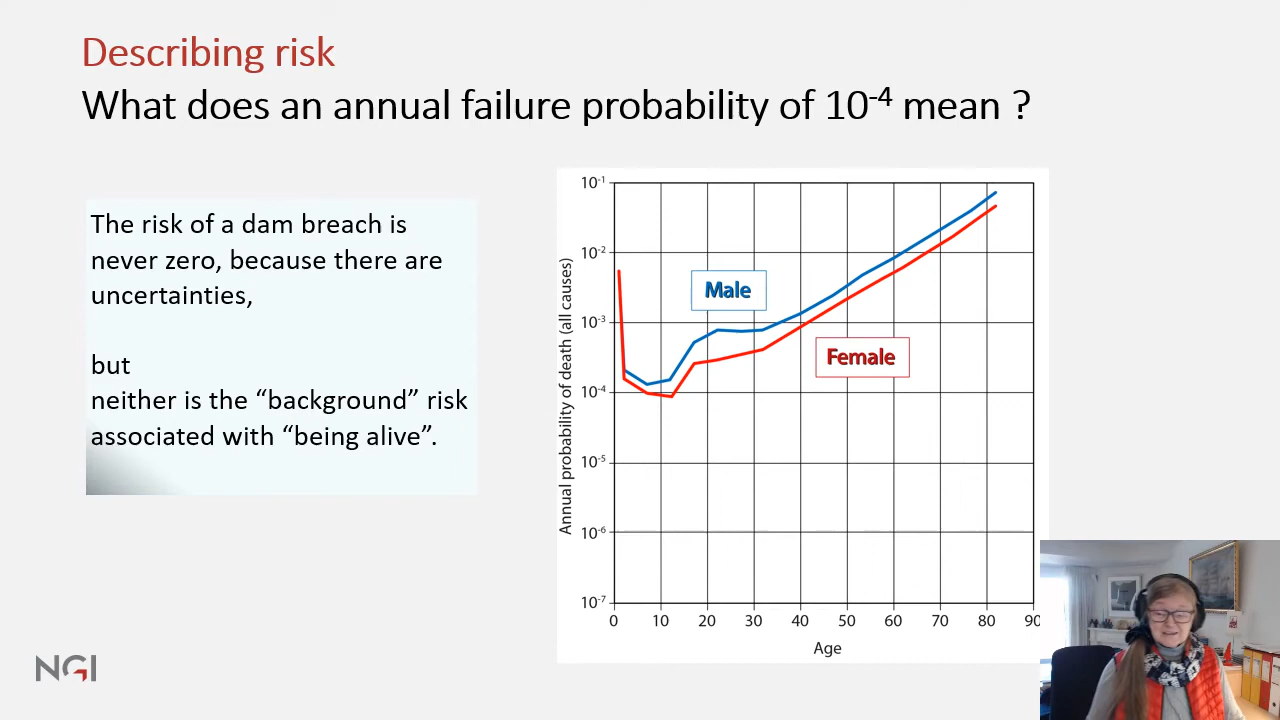 Describing risk
What does an annual failure probability of 10⁻⁴ mean ?
The risk of a dam breach is
never zero, because there are
uncertainties,
but
neither is the “background” risk
associated with “being alive”.
Annual probability of death (all causes)
10⁻¹
10⁻²
10⁻³
10⁻⁴
10⁻⁵
10⁻⁶
10⁻⁷
Male
Female
0 10 20 30 40 50 60 70 80 90
Age
NGI